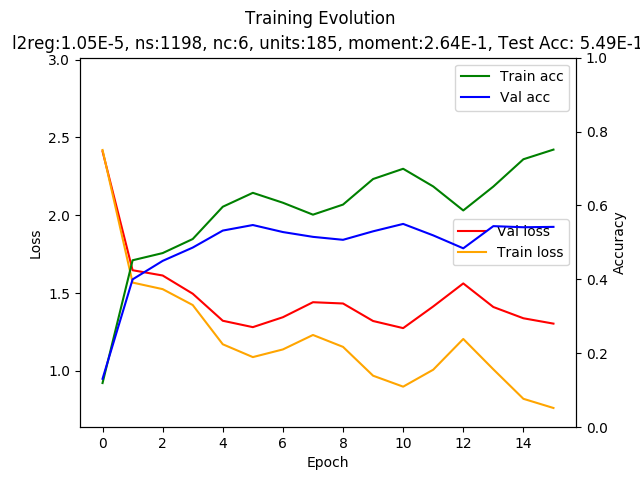 Training Evolution
l2reg:1.05E-5, ns:1198, nc:6, units:185, moment:2.64E-1, Test Acc: 5.49E-1
3.0
2.5
2.0
1.5
1.0
Loss
1.0
0.8
0.6
0.4
0.2
0.0
Accuracy
Train acc
Val acc
Val loss
Train loss
0 2 4 6 8 10 12 14
Epoch